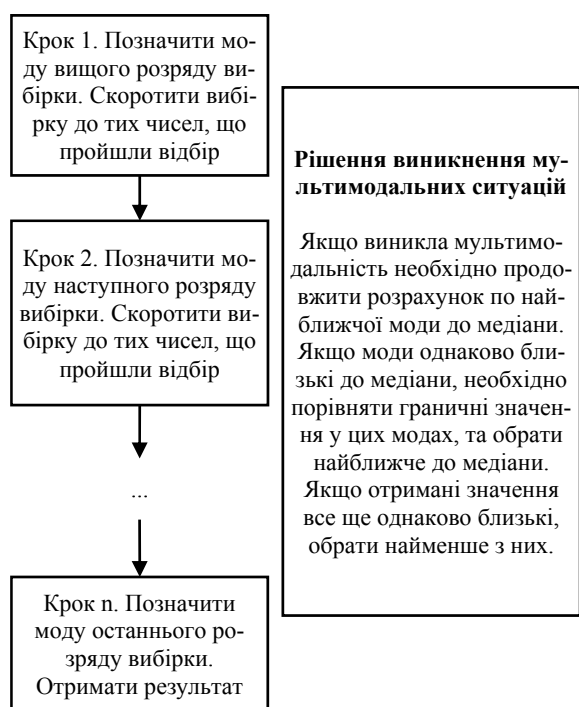 Крок 1. Позначити мо-
ду вищого розряду ви-
бірки. Скоротити вибі-
рку до тих чисел, що
пройшли відбір
Крок 2. Позначити мо-
ду наступного розряду
вибірки. Скоротити ви-
бірку до тих чисел, що
пройшли відбір
...
Крок n. Позначити
моду останнього ро-
зряду вибірки.
Отримати результат
Рішення виникнення му-
льтимодальних ситуацій
Якщо виникла мультимо-
дальність необхідно продо-
вжити розрахунок по най-
ближчої моди до медіани.
Якщо моди однаково бли-
зькі до медіани, необхідно
порівняти граничні значен-
ня у цих модах, та обрати
найближче до медіани.
Якщо отримані значення
все ще однаково близькі,
обрати найменше з них.